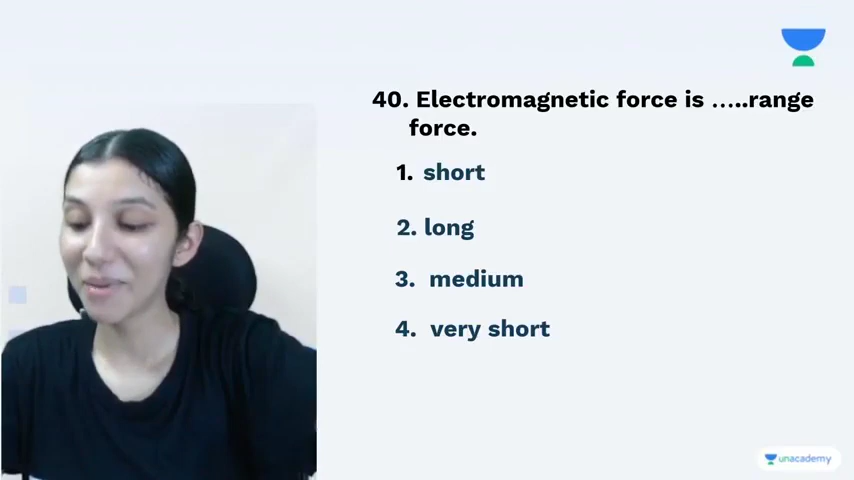 40. Electromagnetic force is …..range
force.
1. short
2. long
3. medium
4. very short
unacademy